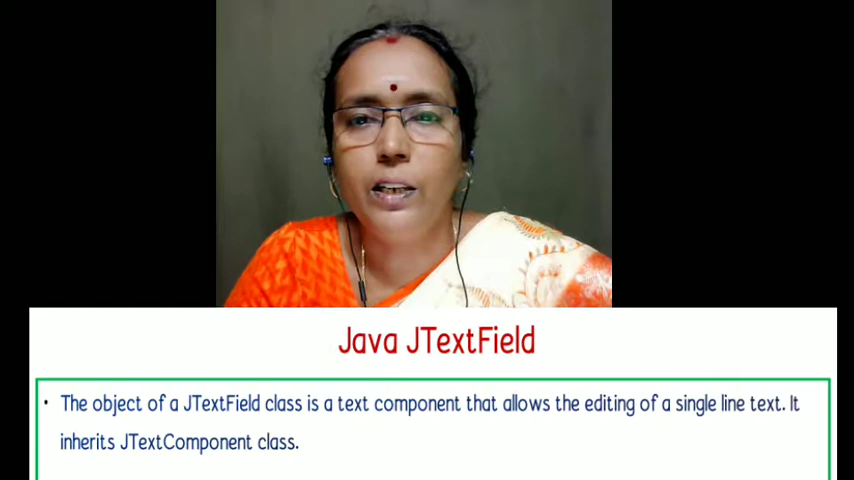 Java JTextField
• The object of a JTextField class is a text component that allows the editing of a single line text. It
inherits JTextComponent class.